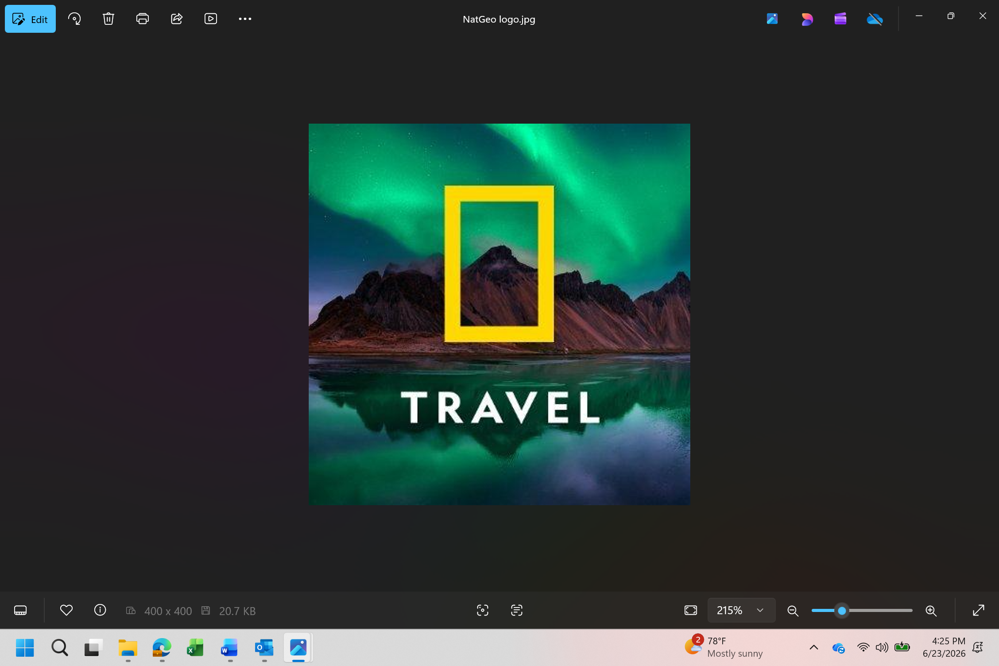 Edit
NatGeo logo.jpg
TRAVEL
400 x 400
20.7 KB
215%
2
78°F
Mostly sunny
4:25 PM
6/23/2026